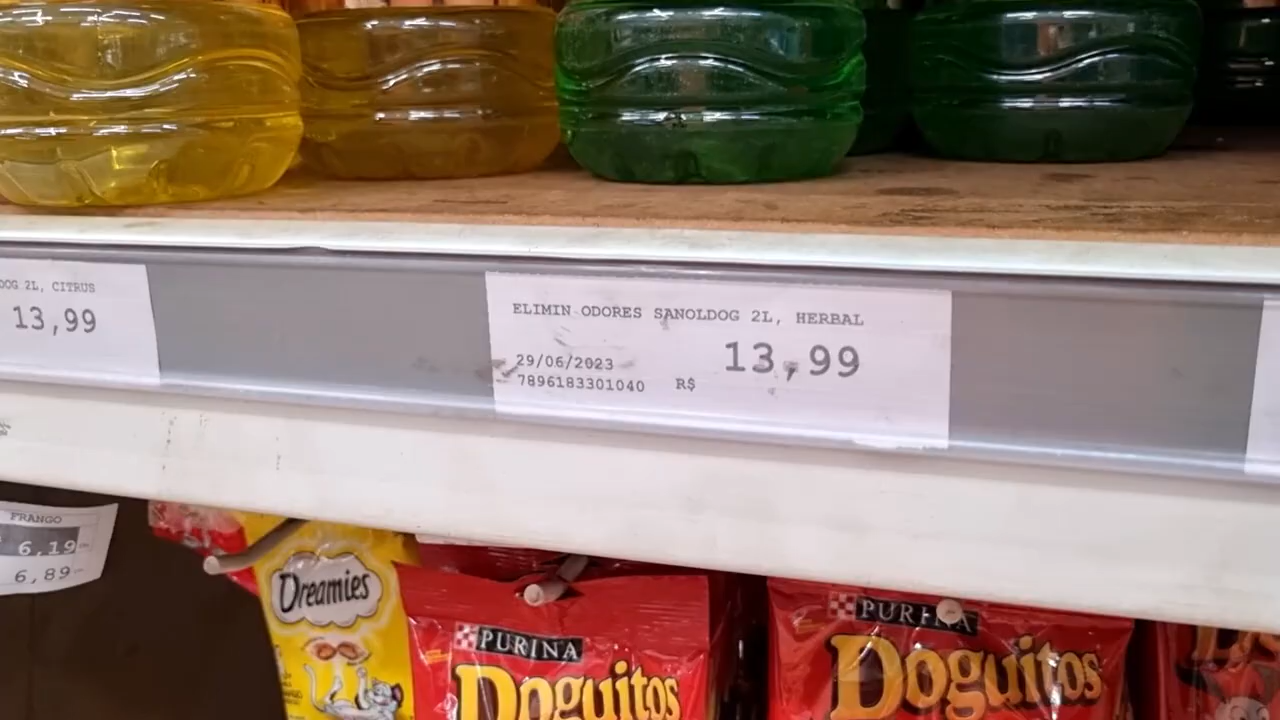 DOG 2L, CITRUS
13,99
ELIMIN ODORES SANOLDOG 2L, HERBAL
29/06/2023
13,99
7896183301040 R$
FRANGO
6,19
6,89
Dreamies
PURINA
Doguitos
PURINA
Doguitos